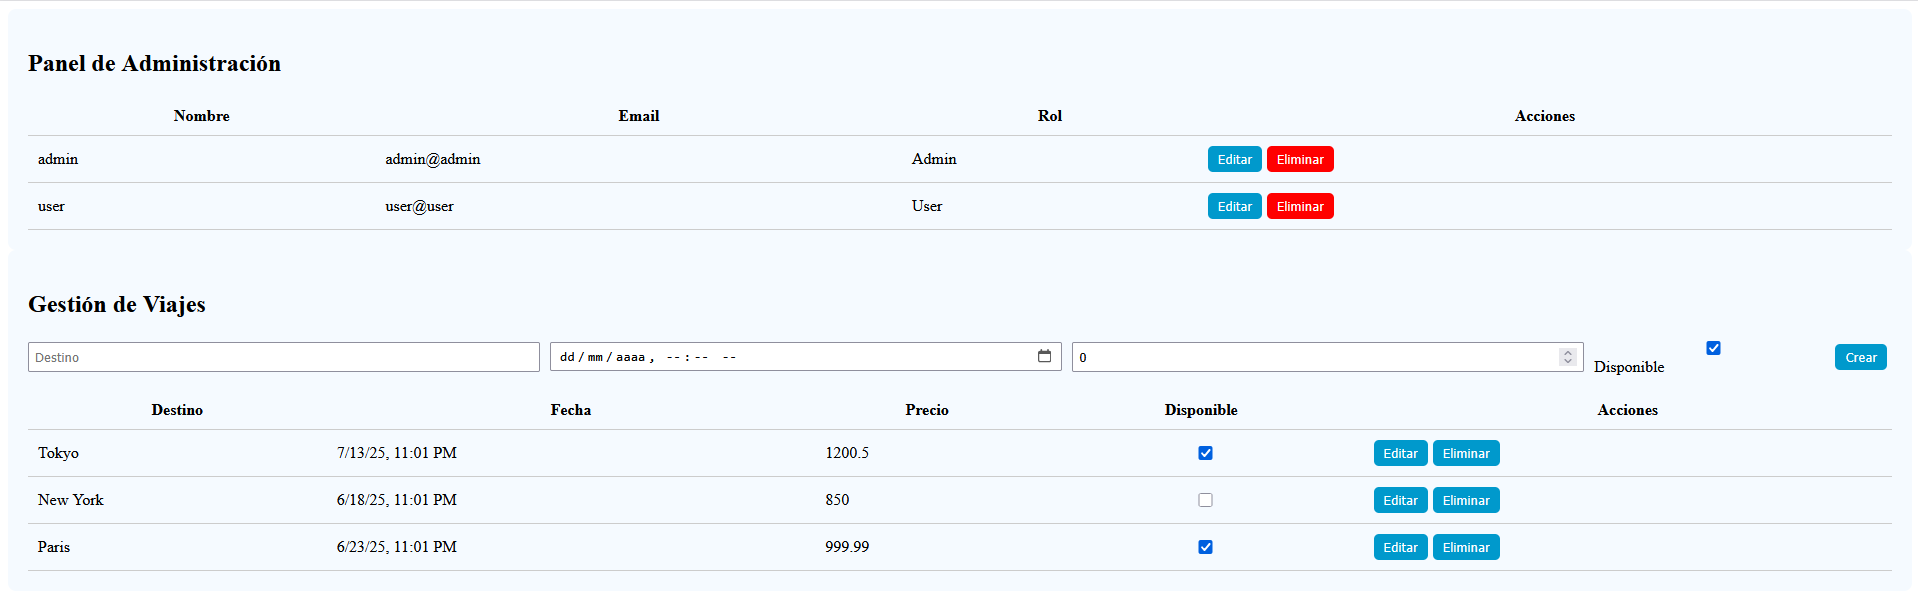 Panel de Administración
Nombre Email Rol Acciones
admin admin@admin Admin Editar Eliminar
user user@user User Editar Eliminar
Gestión de Viajes
Destino dd/mm/aaaa, --:-- -- 0 Disponible Crear
Destino Fecha Precio Disponible Acciones
Tokyo 7/13/25, 11:01 PM 1200.5 Editar Eliminar
New York 6/18/25, 11:01 PM 850 Editar Eliminar
Paris 6/23/25, 11:01 PM 999.99 Editar Eliminar